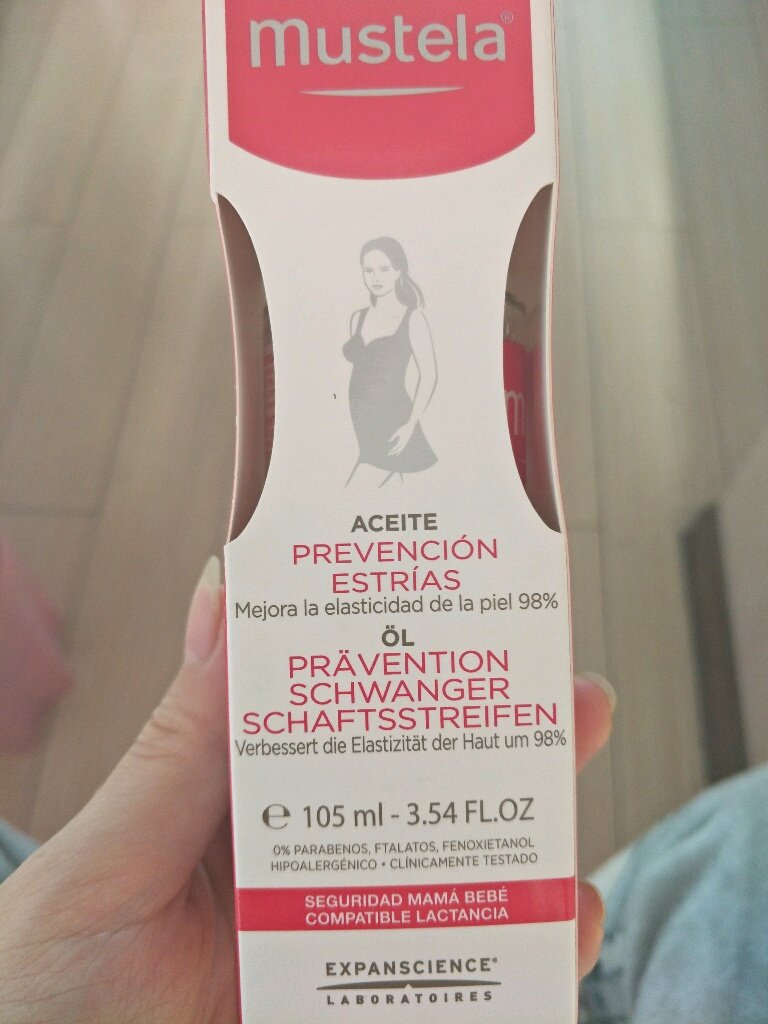 mustela®
ACEITE
PREVENCIÓN
ESTRÍAS
Mejora la elasticidad de la piel 98%
ÖL
PRÄVENTION
SCHWANGER
SCHAFTSSTREIFEN
Verbessert die Elastizität der Haut um 98%
e 105 ml - 3.54 FL.OZ
0% PARABENOS, FTALATOS, FENOXIETANOL
HIPOALERGÉNICO • CLÍNICAMENTE TESTADO
SEGURIDAD MAMÁ BEBÉ
COMPATIBLE LACTANCIA
EXPANSCIENCE®
LABORATOIRES